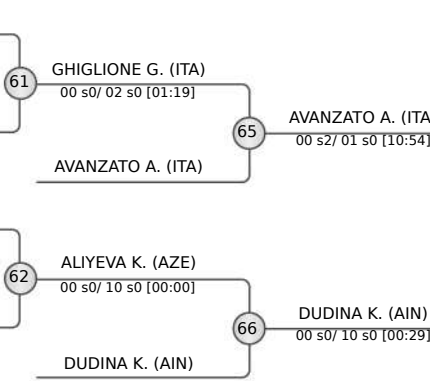 61
GHIGLIONE G. (ITA)
00 s0/ 02 s0 [01:19]
65
AVANZATO A. (ITA
00 s2/ 01 s0 [10:54]
AVANZATO A. (ITA)
62
ALIYEVA K. (AZE)
00 s0/ 10 s0 [00:00]
66
DUDINA K. (AIN)
00 s0/ 10 s0 [00:29]
DUDINA K. (AIN)